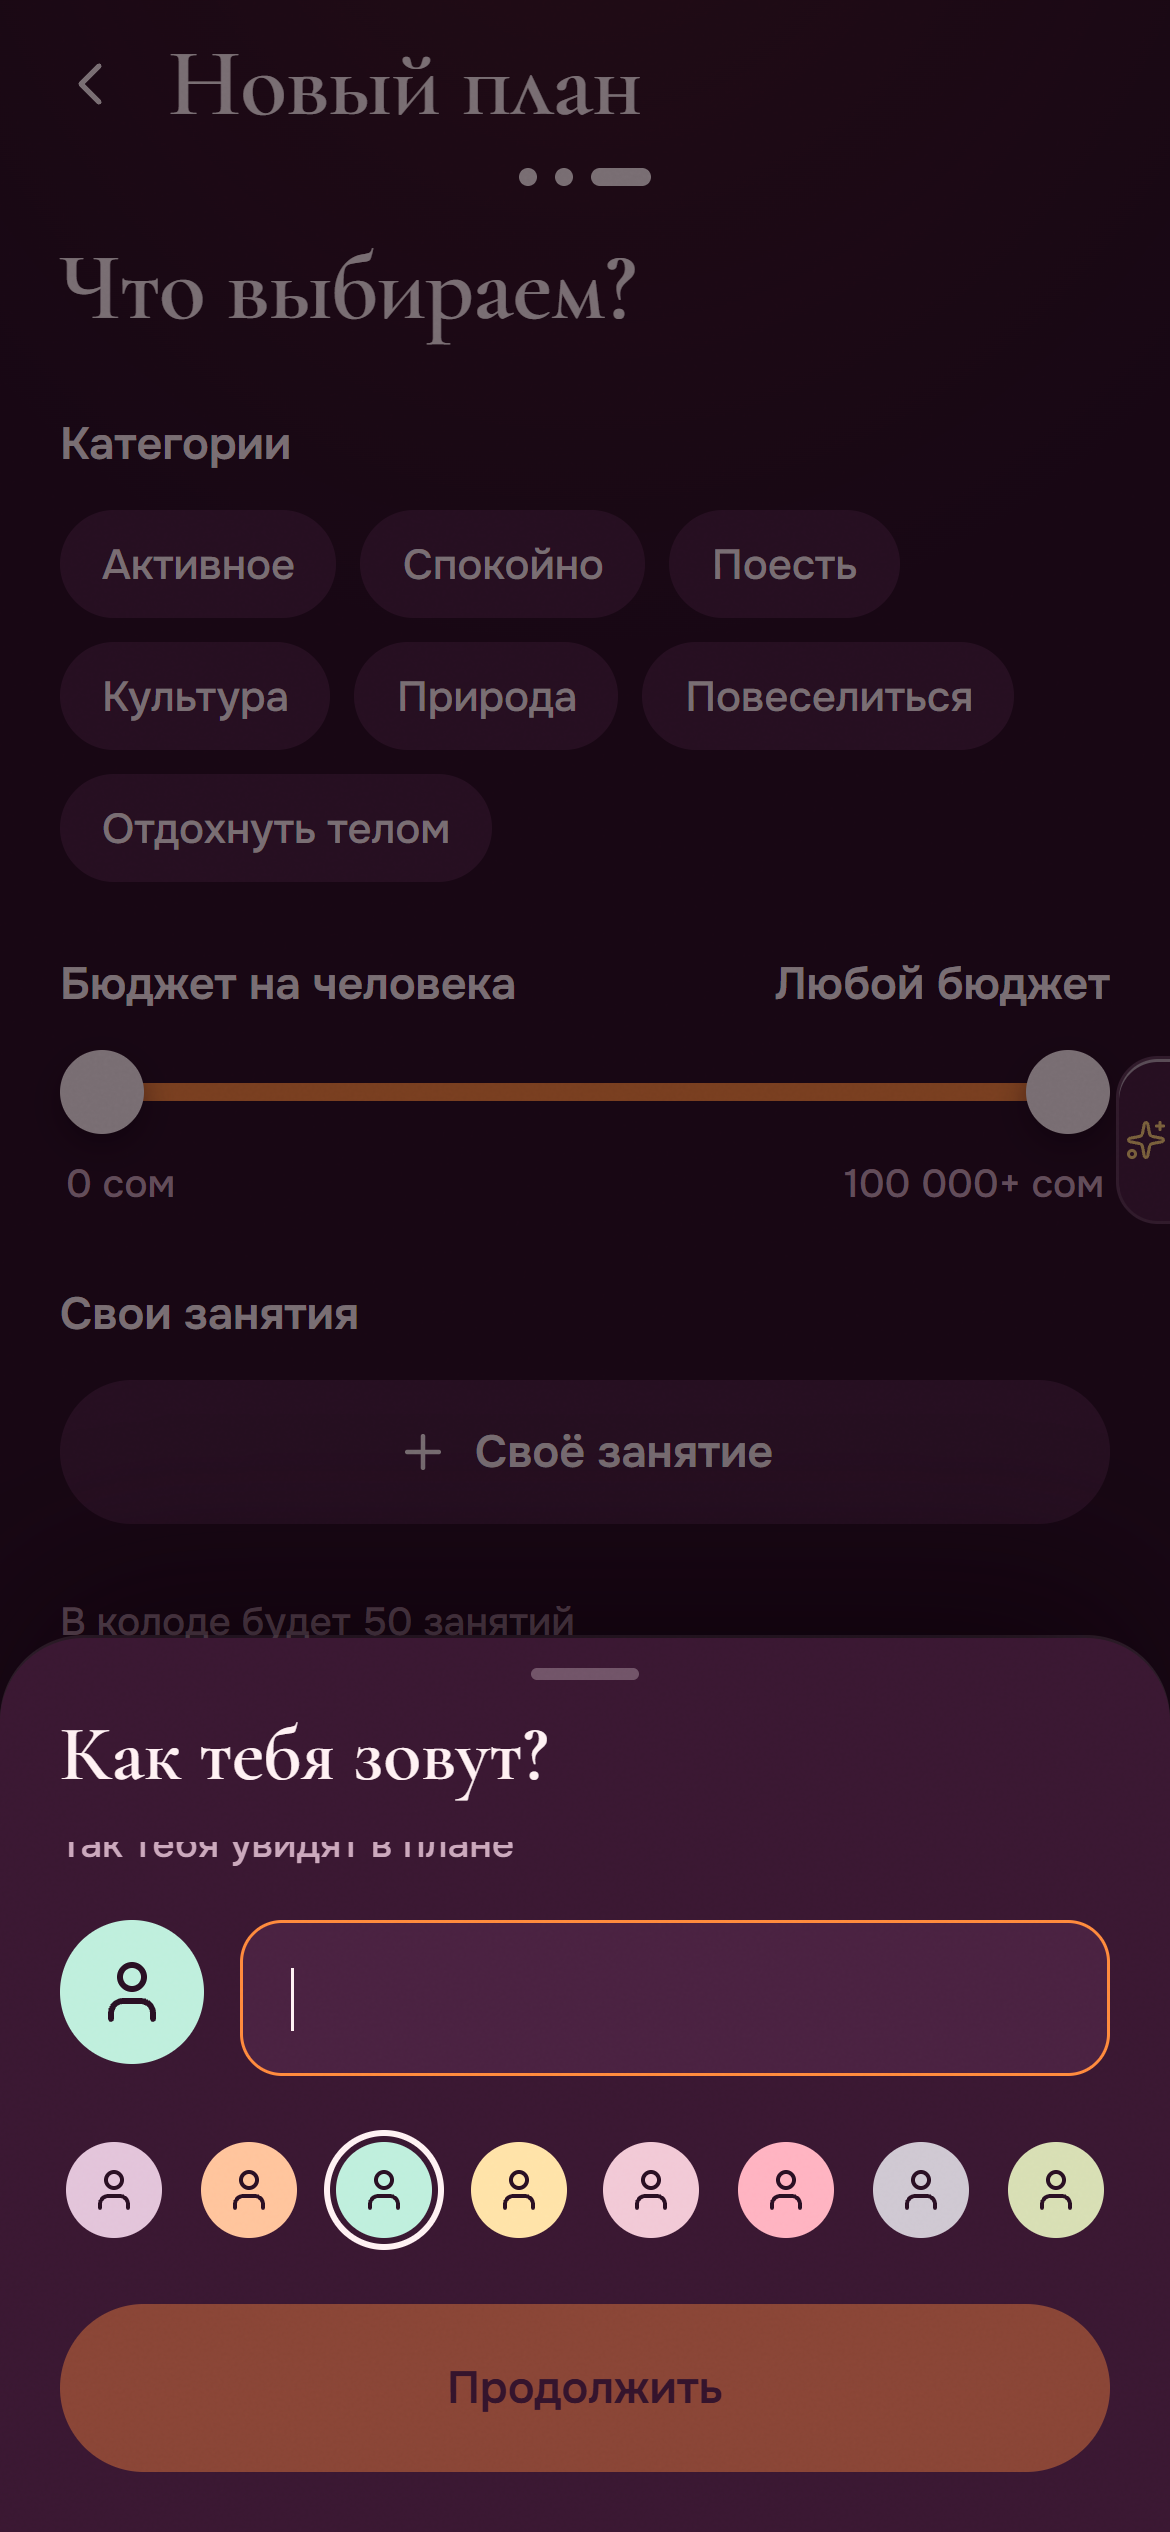 Новый план
Что выбираем?
Категории
Активное Спокойно Поесть
Культура Природа Повеселиться
Отдохнуть телом
Бюджет на человека Любой бюджет
0 сом 100 000+ сом
Свои занятия
+ Своё занятие
В колоде будет 50 занятий
Как тебя зовут?
Так тебя увидят в плане
Продолжить